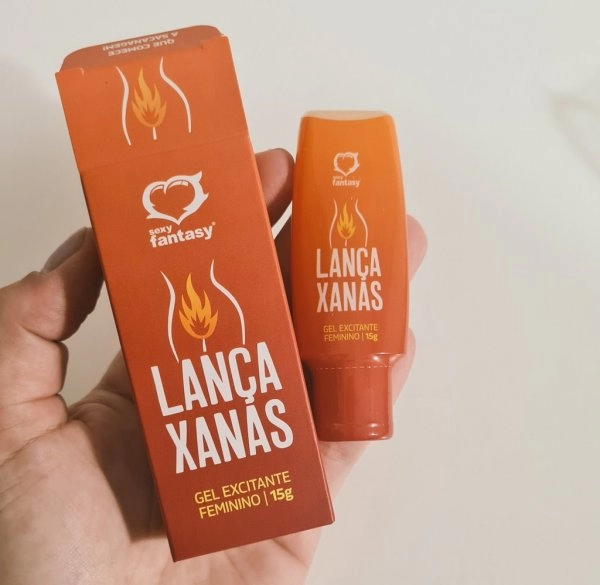 QUE COMECE
A SACANAGEM!
sexy
fantasy®
LANÇA
XANAS
GEL EXCITANTE
FEMININO | 15g
sexy
fantasy
LANÇA
XANAS
GEL EXCITANTE
FEMININO | 15g